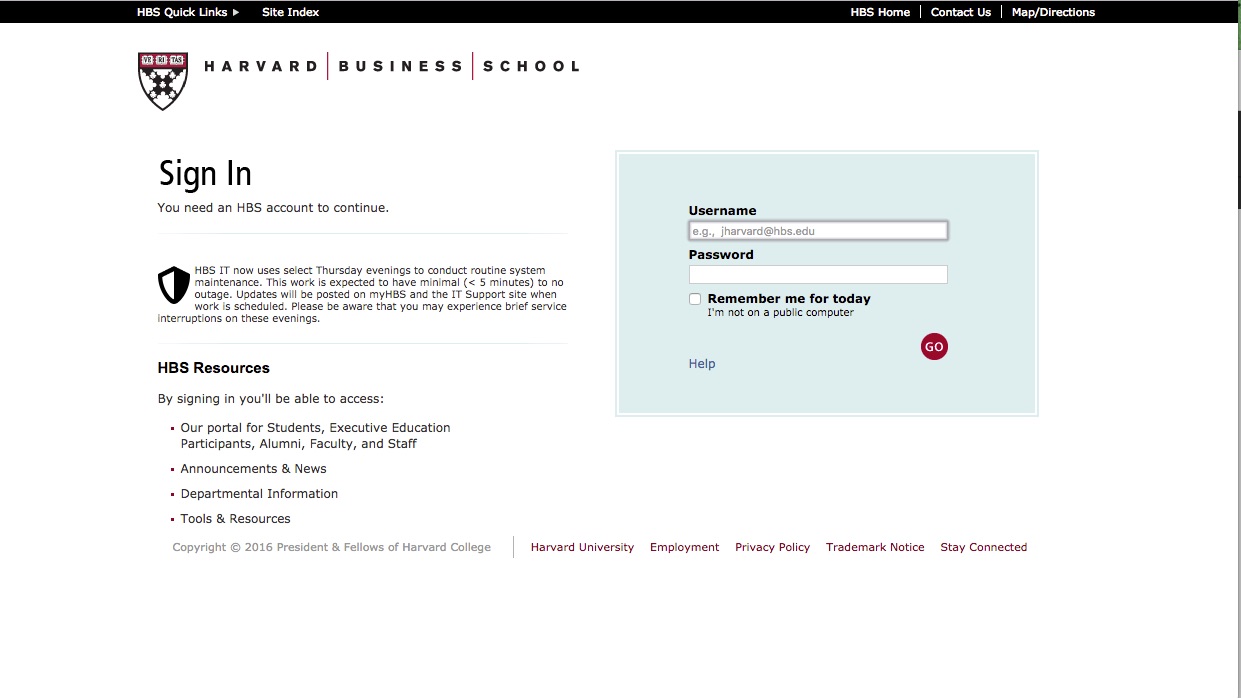 HBS Quick Links ▶ Site Index HBS Home Contact Us Map/Directions
VE RI TAS
HARVARD | BUSINESS | SCHOOL
Sign In
You need an HBS account to continue.
HBS IT now uses select Thursday evenings to conduct routine system
maintenance. This work is expected to have minimal (< 5 minutes) to no
outage. Updates will be posted on myHBS and the IT Support site when
work is scheduled. Please be aware that you may experience brief service
interruptions on these evenings.
HBS Resources
By signing in you'll be able to access:
Our portal for Students, Executive Education
Participants, Alumni, Faculty, and Staff
Announcements & News
Departmental Information
Tools & Resources
Username
e.g., jharvard@hbs.edu
Password
Remember me for today
I'm not on a public computer
GO
Help
Copyright © 2016 President & Fellows of Harvard College Harvard University Employment Privacy Policy Trademark Notice Stay Connected